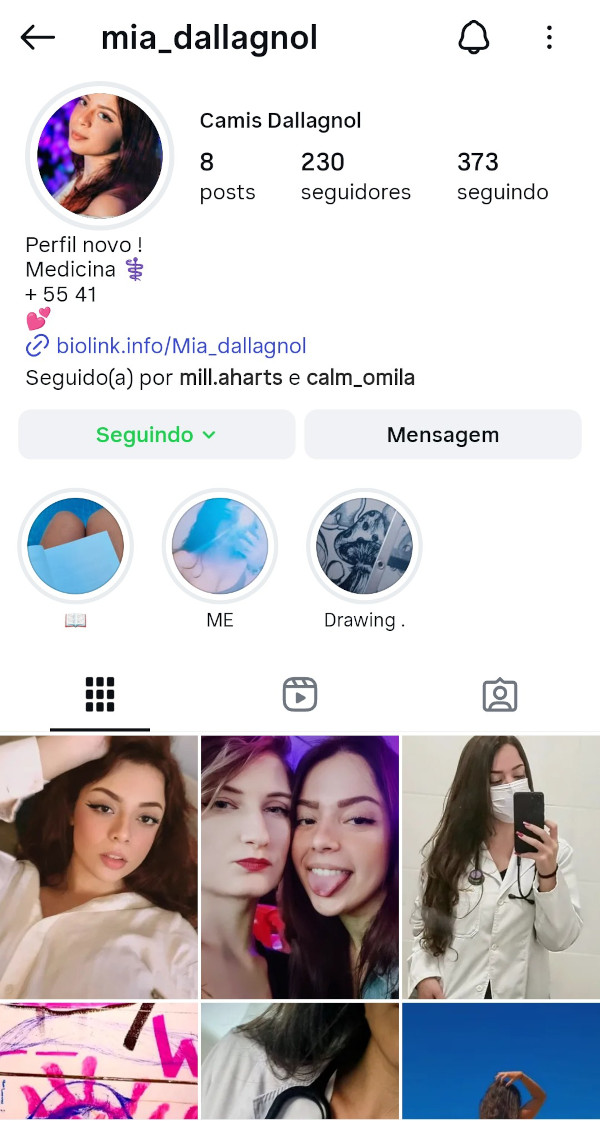 mia_dallagnol
Camis Dallagnol
8 230 373
posts seguidores seguindo
Perfil novo !
Medicina ⚕️
+ 55 41
💕
biolink.info/Mia_dallagnol
Seguido(a) por mill.aharts e calm_omila
Seguindo Mensagem
📖 ME Drawing .